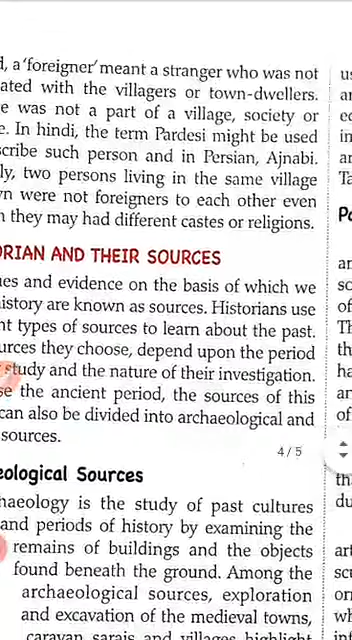 d, a 'foreigner' meant a stranger who was not
ated with the villagers or town-dwellers.
e was not a part of a village, society or
e. In hindi, the term Pardesi might be used
scribe such person and in Persian, Ajnabi.
ly, two persons living in the same village
wn were not foreigners to each other even
n they may had different castes or religions.
ORIAN AND THEIR SOURCES
ues and evidence on the basis of which we
history are known as sources. Historians use
nt types of sources to learn about the past.
urces they choose, depend upon the period
study and the nature of their investigation.
se the ancient period, the sources of this
can also be divided into archaeological and
sources.
4 / 5
eological Sources
haeology is the study of past cultures
and periods of history by examining the
remains of buildings and the objects
found beneath the ground. Among the
archaeological sources, exploration
and excavation of the medieval towns,
caravan sarais and villages highlight